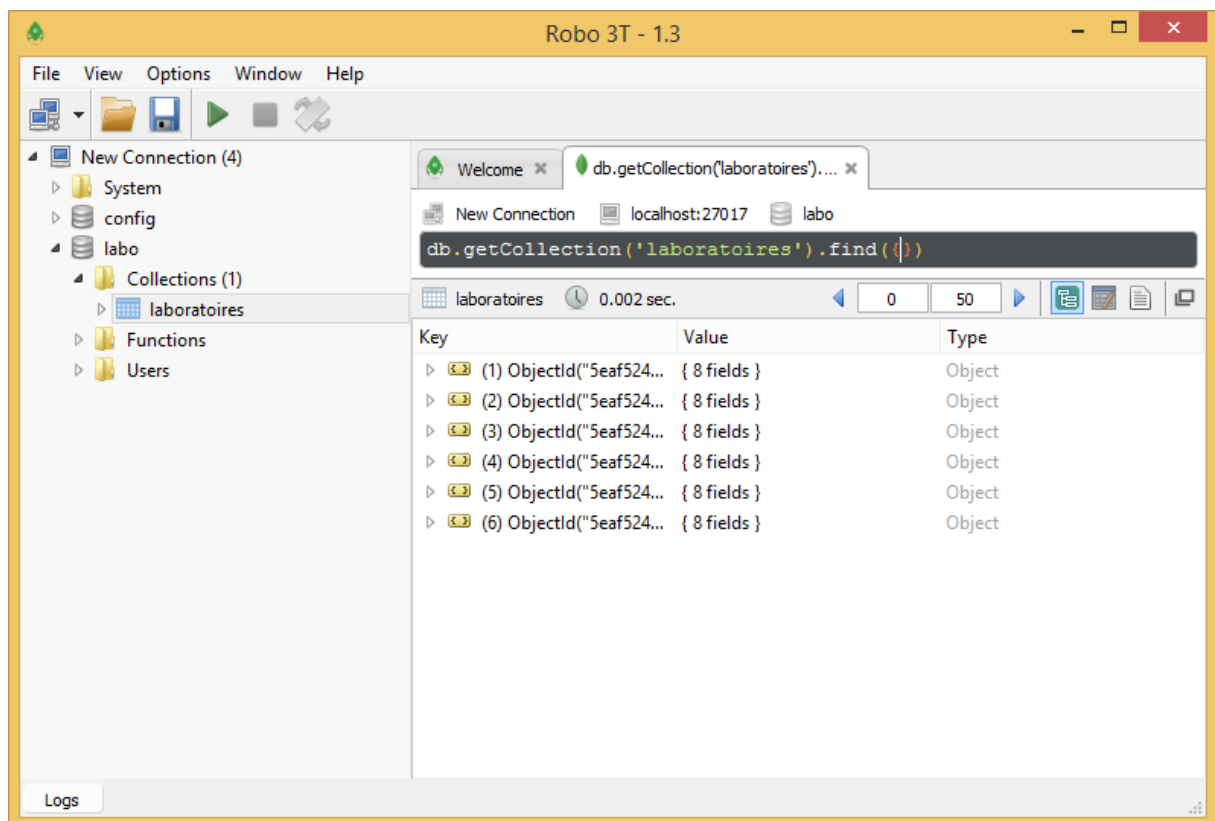 Robo 3T - 1.3
File View Options Window Help
New Connection (4)
System
config
labo
Collections (1)
laboratoires
Functions
Users
Welcome
db.getCollection('laboratoires')....
New Connection localhost:27017 labo
db.getCollection('laboratoires').find({})
laboratoires 0.002 sec. 0 50
Key Value Type
(1) ObjectId("5eaf524... { 8 fields } Object
(2) ObjectId("5eaf524... { 8 fields } Object
(3) ObjectId("5eaf524... { 8 fields } Object
(4) ObjectId("5eaf524... { 8 fields } Object
(5) ObjectId("5eaf524... { 8 fields } Object
(6) ObjectId("5eaf524... { 8 fields } Object
Logs